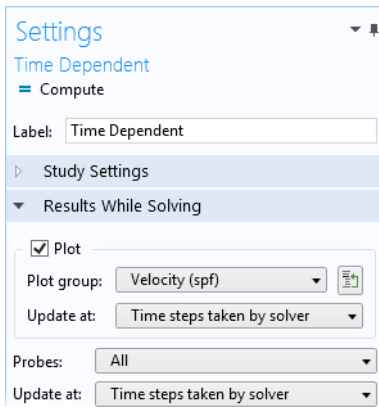 Settings
Time Dependent
= Compute
Label: Time Dependent
Study Settings
Results While Solving
Plot
Plot group: Velocity (spf)
Update at: Time steps taken by solver
Probes: All
Update at: Time steps taken by solver